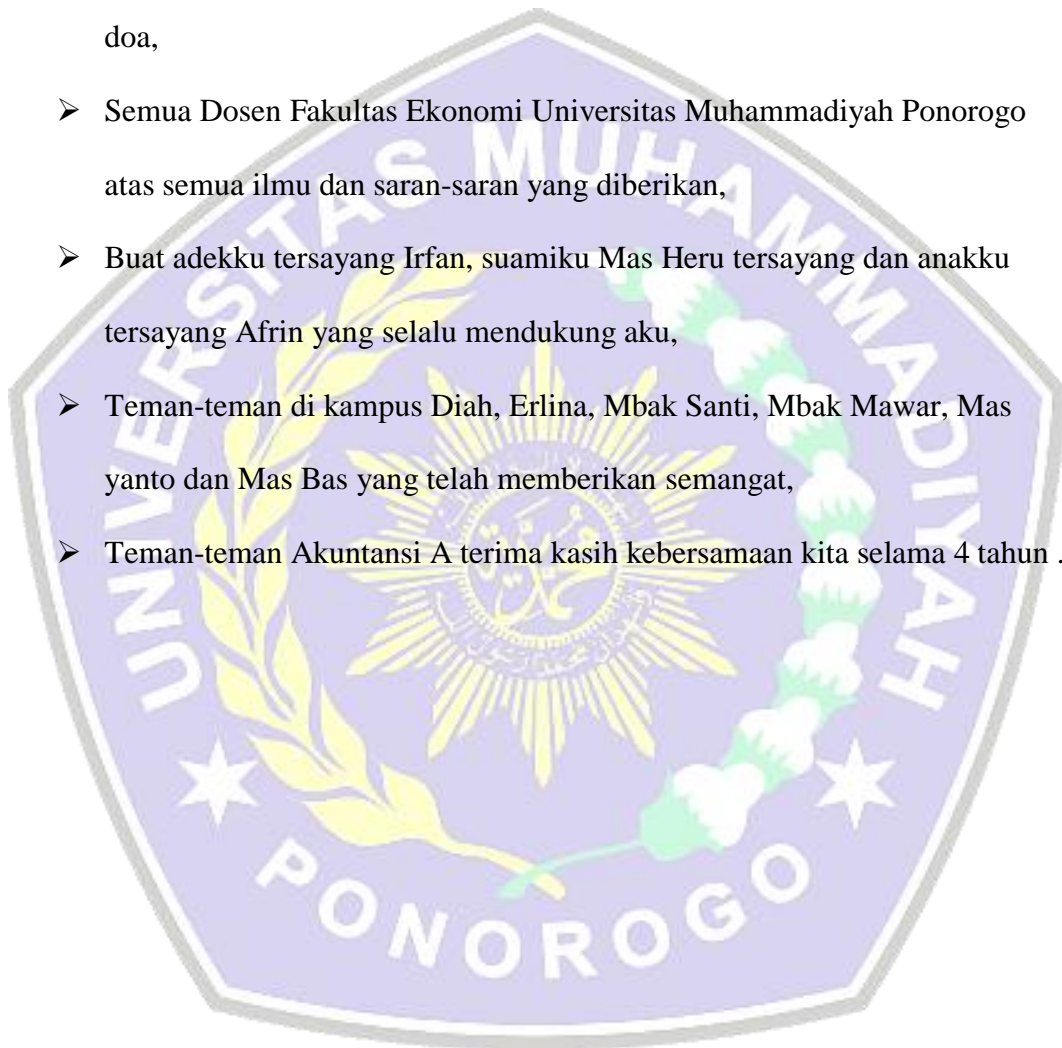 doa,
➢ Semua Dosen Fakultas Ekonomi Universitas Muhammadiyah Ponorogo
atas semua ilmu dan saran-saran yang diberikan,
➢ Buat adekku tersayang Irfan, suamiku Mas Heru tersayang dan anakku
tersayang Afrin yang selalu mendukung aku,
➢ Teman-teman di kampus Diah, Erlina, Mbak Santi, Mbak Mawar, Mas
yanto dan Mas Bas yang telah memberikan semangat,
➢ Teman-teman Akuntansi A terima kasih kebersamaan kita selama 4 tahun .
UNIVERSITAS MUHAMMADIYAH
PONOROGO